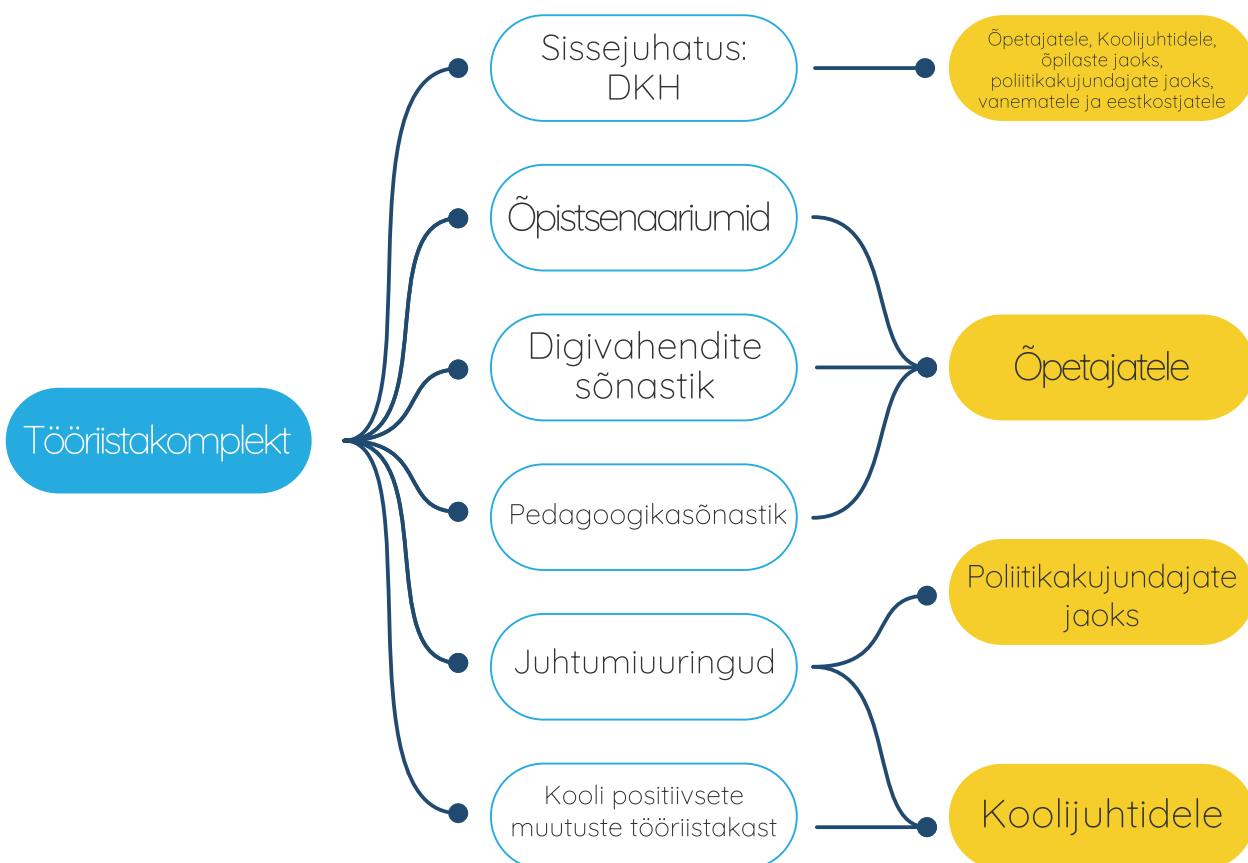 Tööriistakomplekt
Sissejuhatus:
DKH
Õpistsenaariumid
Digivahendite
sõnastik
Pedagoogikasõnastik
Juhtumiuuringud
Kooli positiivsete
muutuste tööriistakast
Õpetajatele, Koolijuhtidele,
õpilaste jaoks,
poliitikakujundajate jaoks,
vanematele ja eestkostjatele
Õpetajatele
Poliitikakujundajate
jaoks
Koolijuhtidele